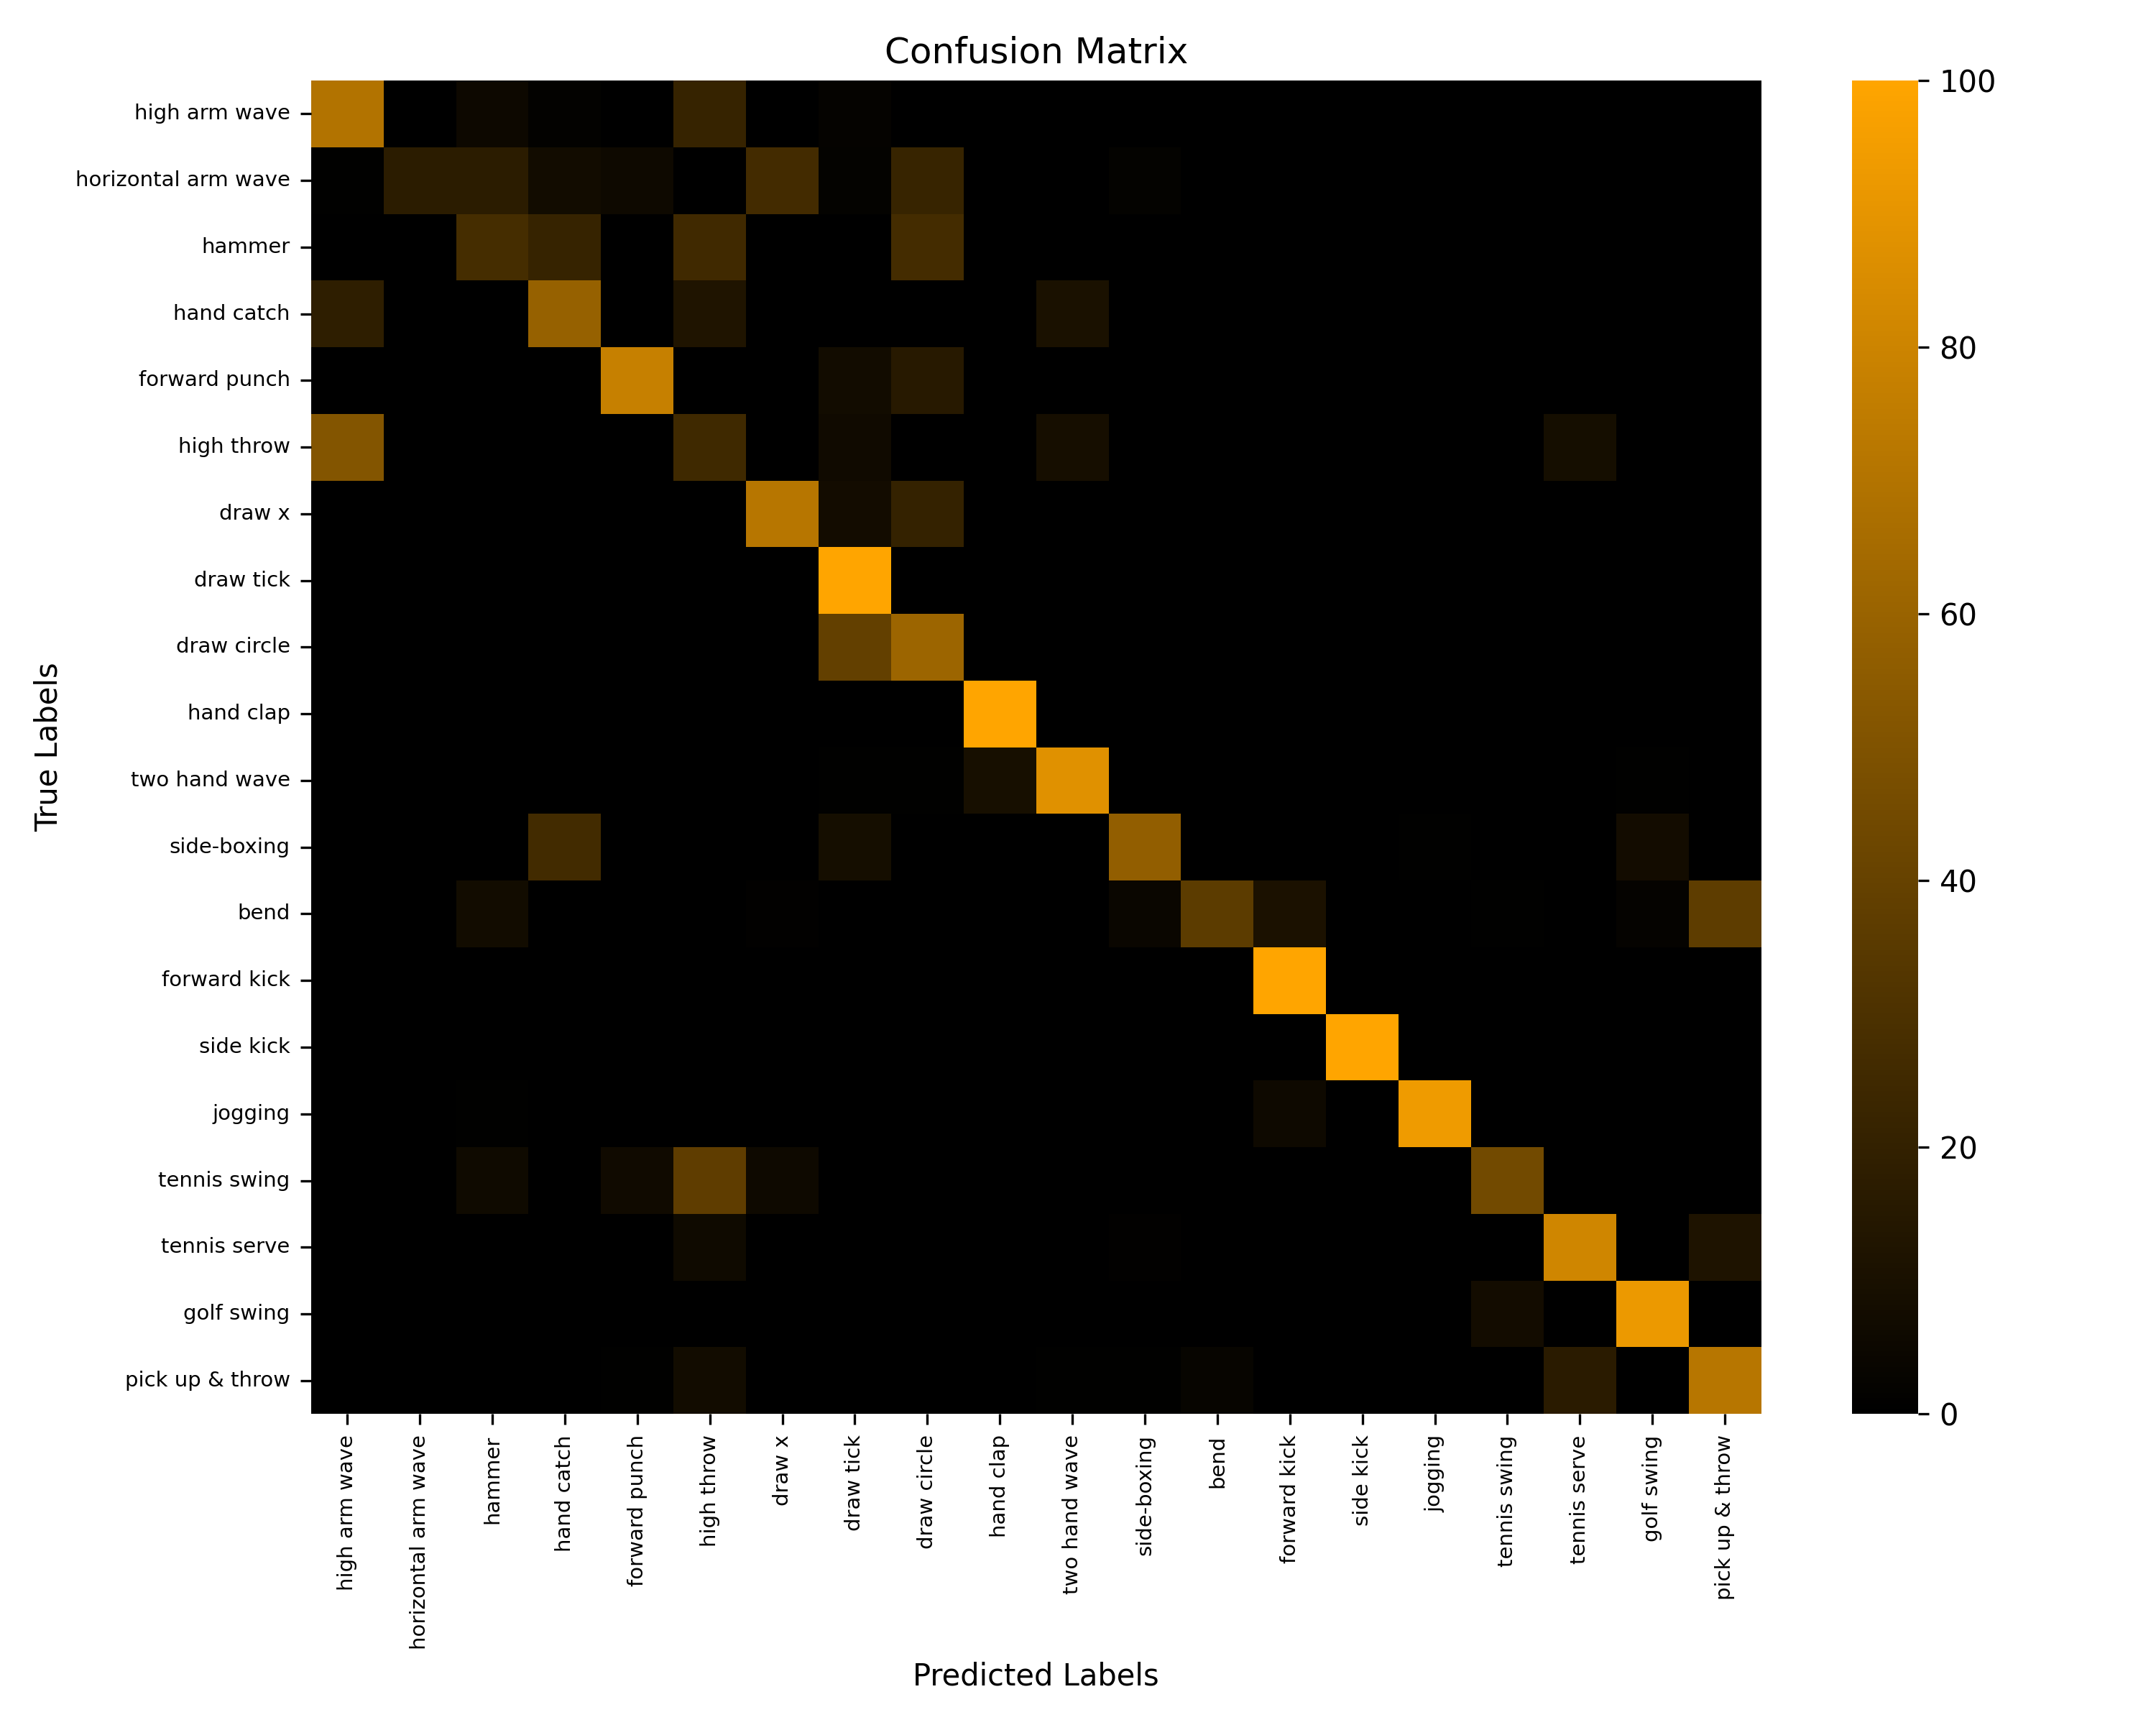 Confusion Matrix
True Labels
high arm wave
horizontal arm wave
hammer
hand catch
forward punch
high throw
draw x
draw tick
draw circle
hand clap
two hand wave
side-boxing
bend
forward kick
side kick
jogging
tennis swing
tennis serve
golf swing
pick up & throw
high arm wave
horizontal arm wave
hammer
hand catch
forward punch
high throw
draw x
draw tick
draw circle
hand clap
two hand wave
side-boxing
bend
forward kick
side kick
jogging
tennis swing
tennis serve
golf swing
pick up & throw
Predicted Labels
100
80
60
40
20
0